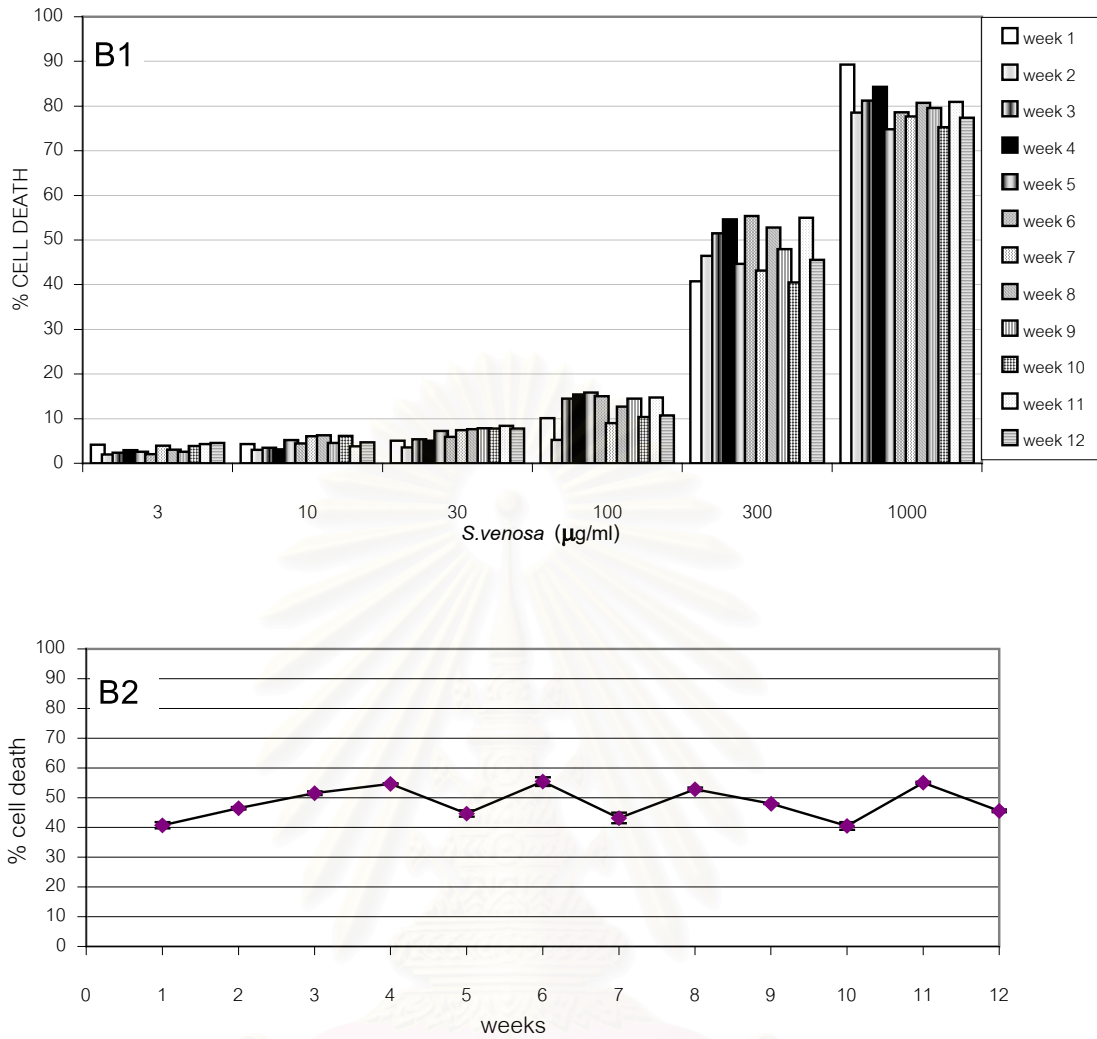 100
90
80
70
60
50
40
30
20
10
0
% CELL DEATH
B1
3 10 30 100 300 1000
S.venosa (μg/ml)
week 1
week 2
week 3
week 4
week 5
week 6
week 7
week 8
week 9
week 10
week 11
week 12
100
90
80
70
60
50
40
30
20
10
0
% cell death
B2
0 1 2 3 4 5 6 7 8 9 10 11 12
weeks